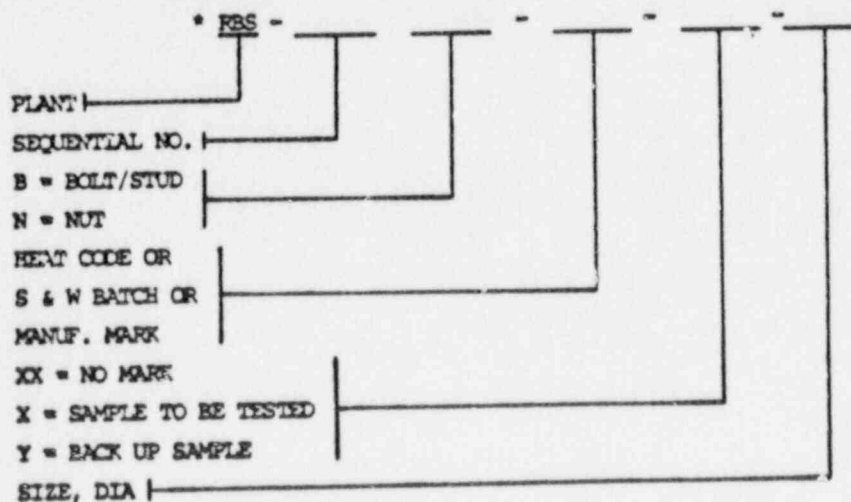 * RBS - ____ ____ - ____ - ____ - ____
PLANT
SEQUENTIAL NO.
B = BOLT/STUD
N = NUT
HEAT CODE OR
S & W BATCH OR
MANUF. MARK
XX = NO MARK
X = SAMPLE TO BE TESTED
Y = BACK UP SAMPLE
SIZE, DIA